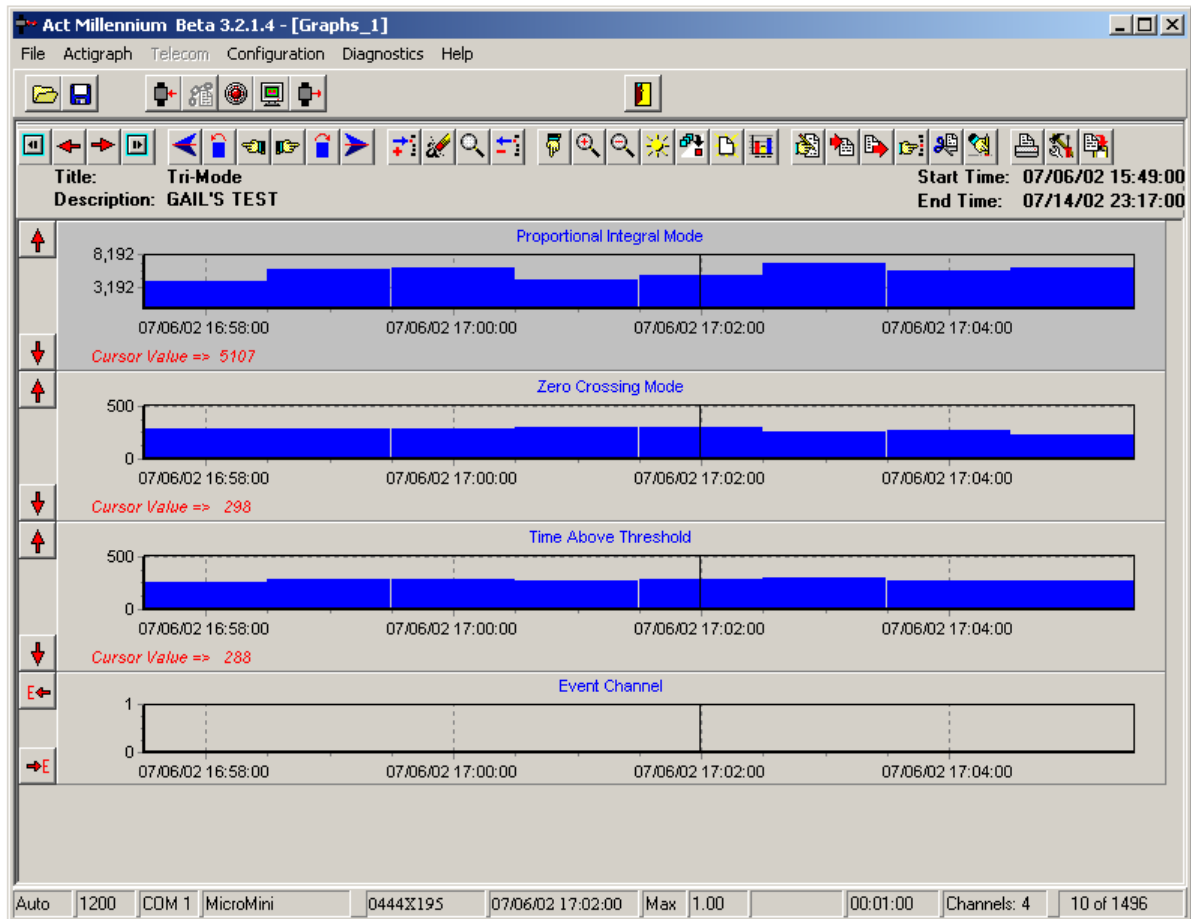 Act Millennium Beta 3.2.1.4 - [Graphs_1]
File Actigraph Telecom Configuration Diagnostics Help
Title: Tri-Mode
Start Time: 07/06/02 15:49:00
Description: GAIL'S TEST
End Time: 07/14/02 23:17:00
Proportional Integral Mode
8,192
3,192
07/06/02 16:58:00 07/06/02 17:00:00 07/06/02 17:02:00 07/06/02 17:04:00
Cursor Value => 5107
Zero Crossing Mode
500
0
07/06/02 16:58:00 07/06/02 17:00:00 07/06/02 17:02:00 07/06/02 17:04:00
Cursor Value => 298
Time Above Threshold
500
0
07/06/02 16:58:00 07/06/02 17:00:00 07/06/02 17:02:00 07/06/02 17:04:00
Cursor Value => 288
E
Event Channel
1
0
E
07/06/02 16:58:00 07/06/02 17:00:00 07/06/02 17:02:00 07/06/02 17:04:00
Auto 1200 COM 1 MicroMini 0444X195 07/06/02 17:02:00 Max 1.00 00:01:00 Channels: 4 10 of 1496